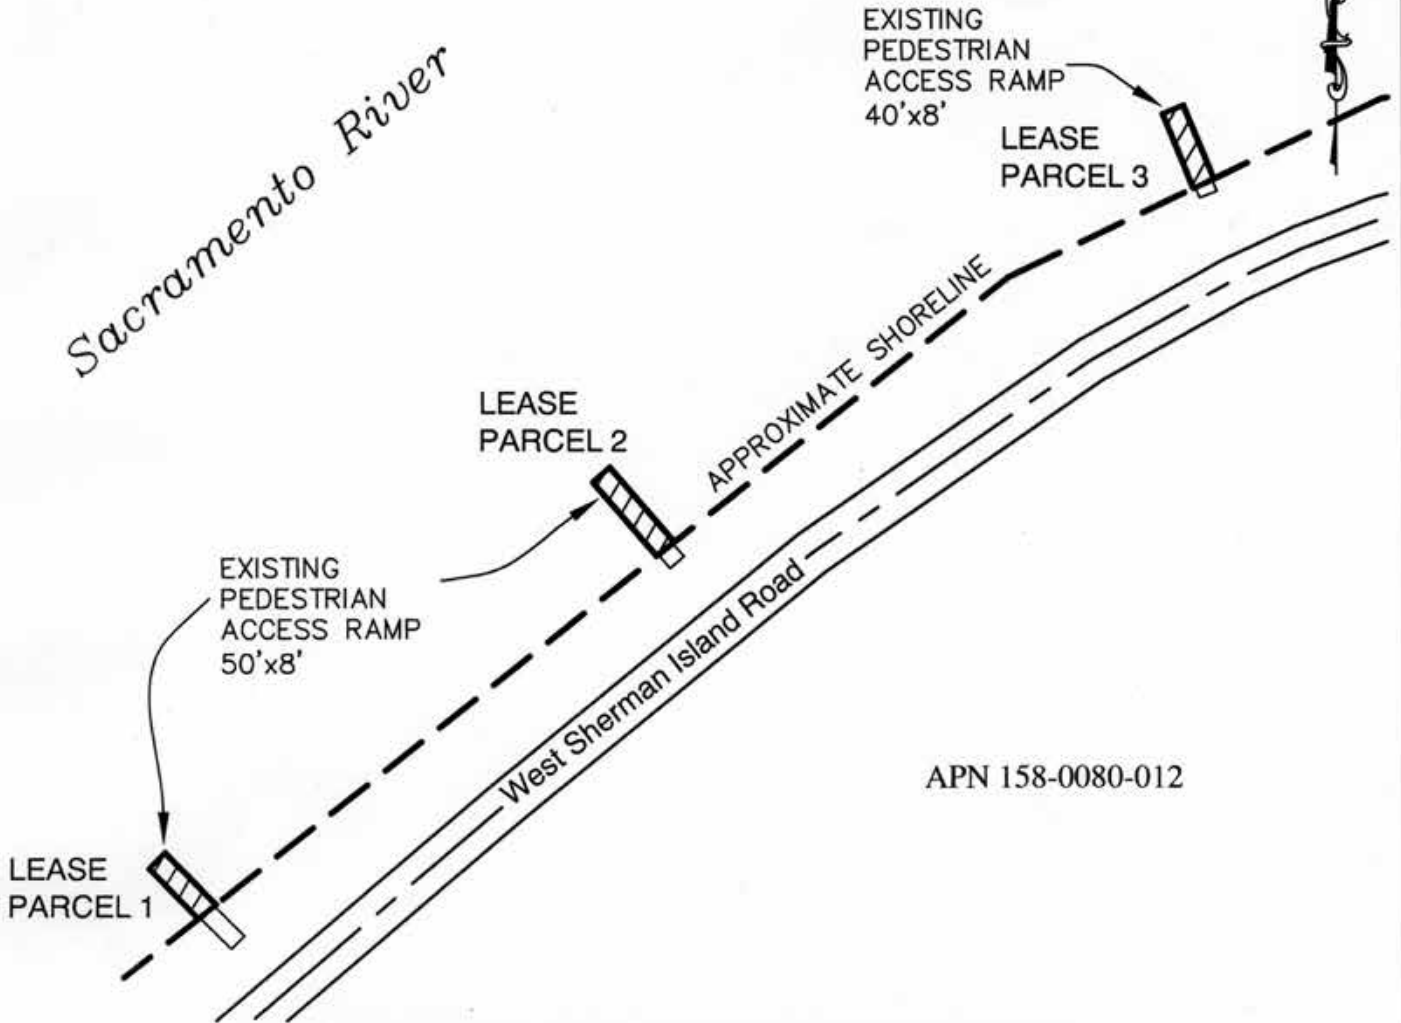 EXISTING
PEDESTRIAN
ACCESS RAMP
40'x8'
LEASE
PARCEL 3
Sacramento River
APPROXIMATE SHORELINE
LEASE
PARCEL 2
EXISTING
PEDESTRIAN
ACCESS RAMP
50'x8'
West Sherman Island Road
APN 158-0080-012
LEASE
PARCEL 1